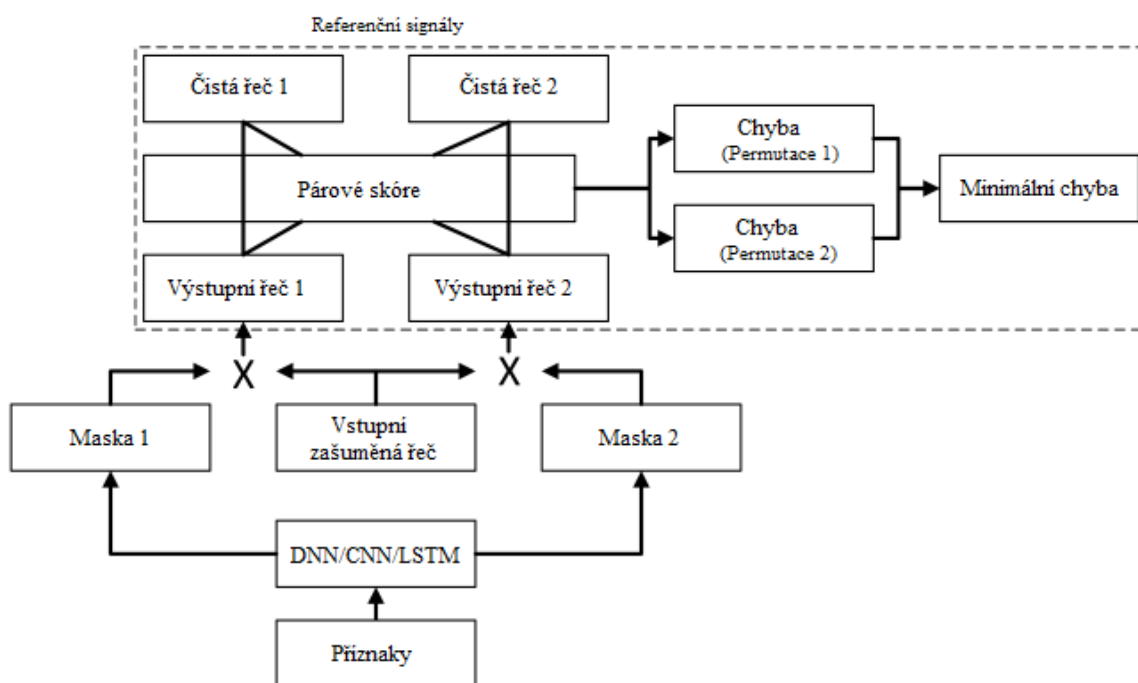 Referenční signály
Čistá řeč 1
Čistá řeč 2
Chyba
(Permutace 1)
Párové skóre
Minimální chyba
Chyba
(Permutace 2)
Výstupní řeč 1
Výstupní řeč 2
X
X
Maska 1
Vstupní
zašuměná řeč
Maska 2
DNN/CNN/LSTM
Příznaky